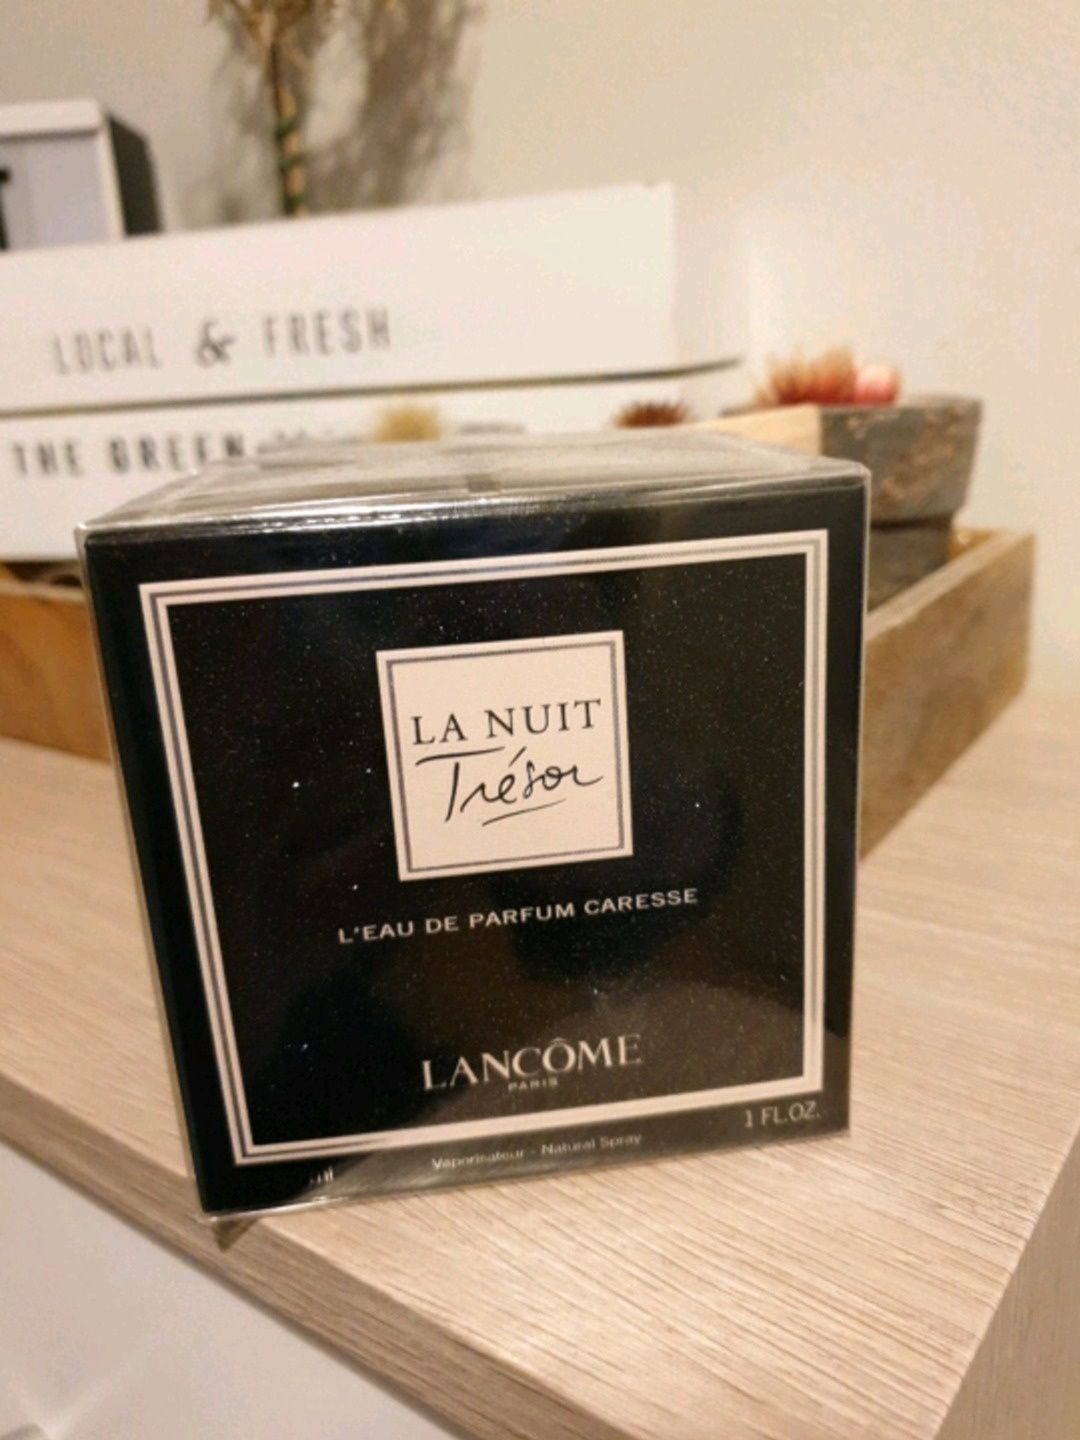 LOCAL & FRESH
THE GREEN
LA NUIT
Trésor
L'EAU DE PARFUM CARESSE
LANCÔME
PARIS
1 FL.OZ.
Vaporisateur - Natural Spray